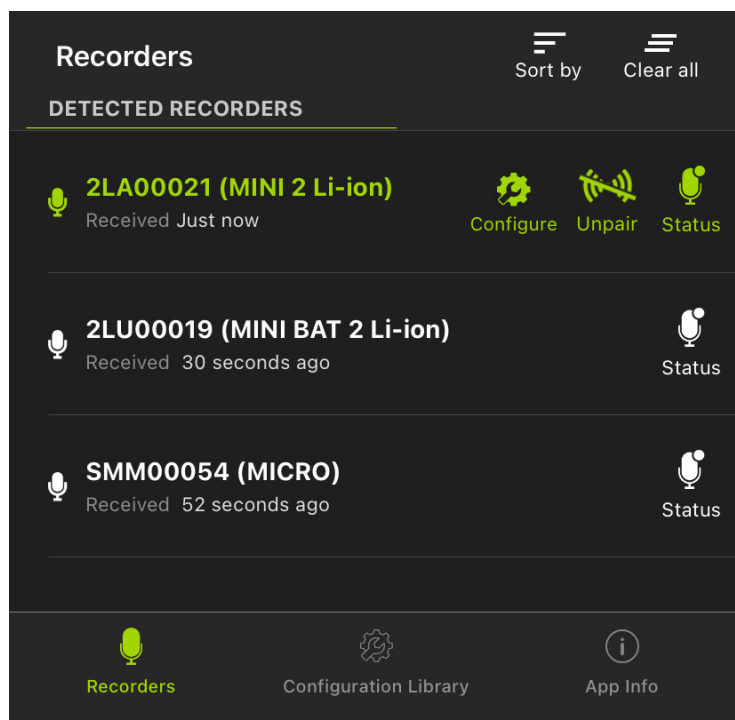 Recorders
Sort by
Clear all
DETECTED RECORDERS
2LA00021 (MINI 2 Li-ion)
Received Just now
Configure
Unpair
Status
2LU00019 (MINI BAT 2 Li-ion)
Received 30 seconds ago
Status
SMM00054 (MICRO)
Received 52 seconds ago
Status
Recorders
Configuration Library
App Info